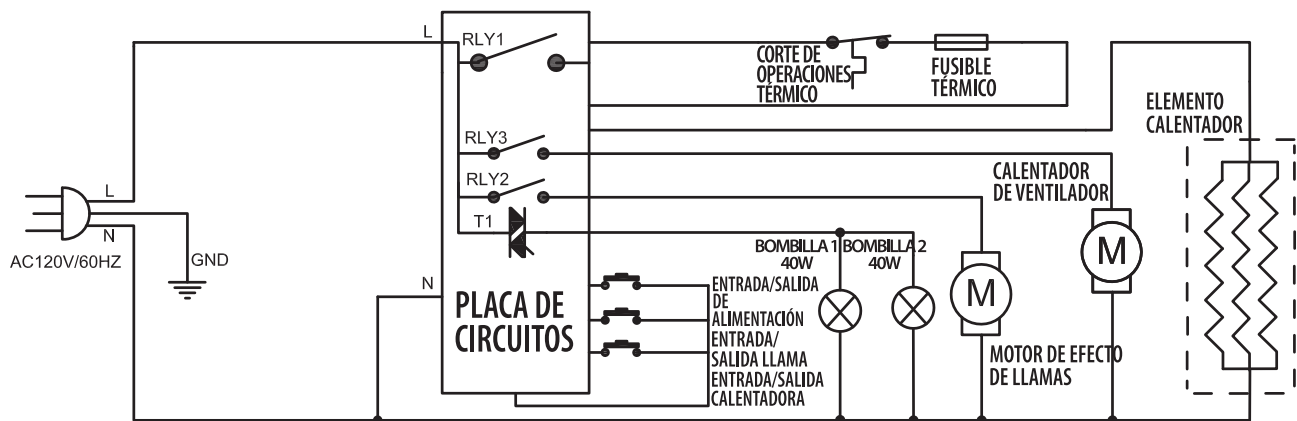 L
RLY1
CORTE DE
OPERACIONES
TÉRMICO
FUSIBLE
TÉRMICO
ELEMENTO
CALENTADOR
RLY3
CALENTADOR
DE VENTILADOR
RLY2
L
T1
N
AC120V/60HZ
GND
BOMBILLA 1
40W
BOMBILLA 2
40W
M
M
N
PLACA DE
CIRCUITOS
ENTRADA/SALIDA
DE
ALIMENTACIÓN
ENTRADA/
SALIDA LLAMA
ENTRADA/SALIDA
CALENTADORA
MOTOR DE EFECTO
DE LLAMAS